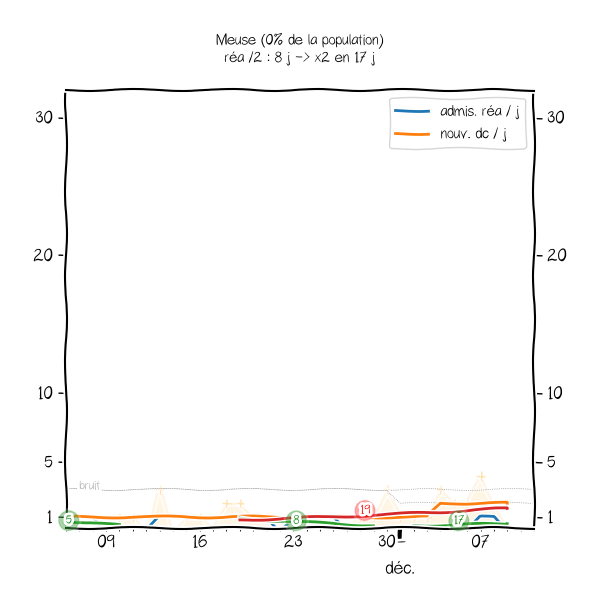 Meuse (0% de la population)
réa /2 : 8 j -> x2 en 17 j
admis. réa / j
nouv. dc / j
30 30
20 20
10 10
5 5
bruit
1 5 8 19 17 1
09 16 23 30 07
déc.